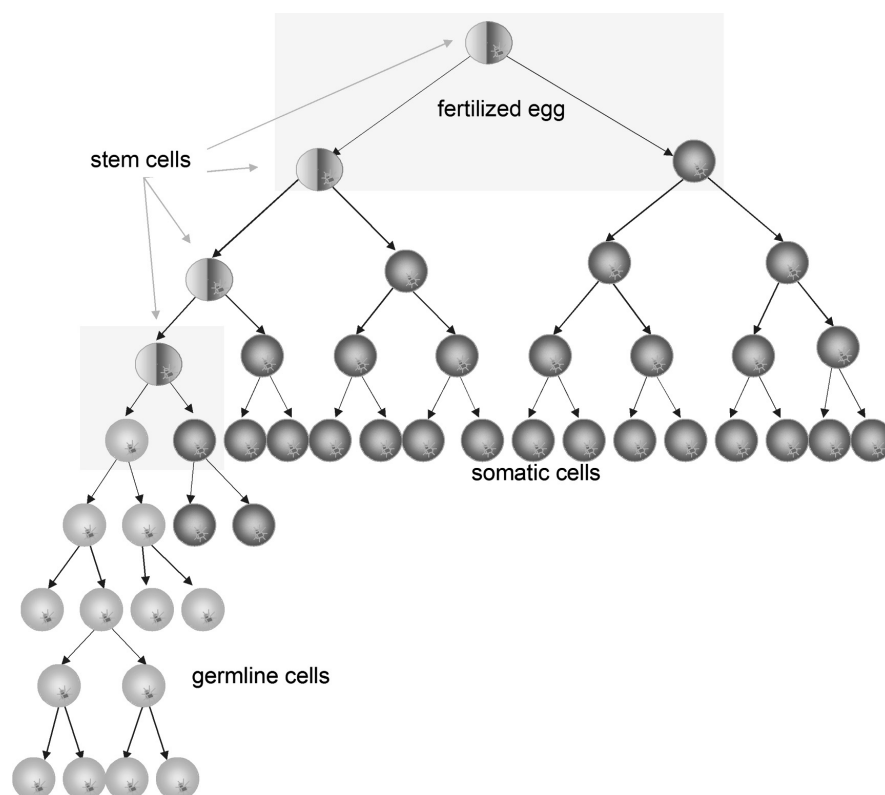 fertilized egg
stem cells
somatic cells
germline cells